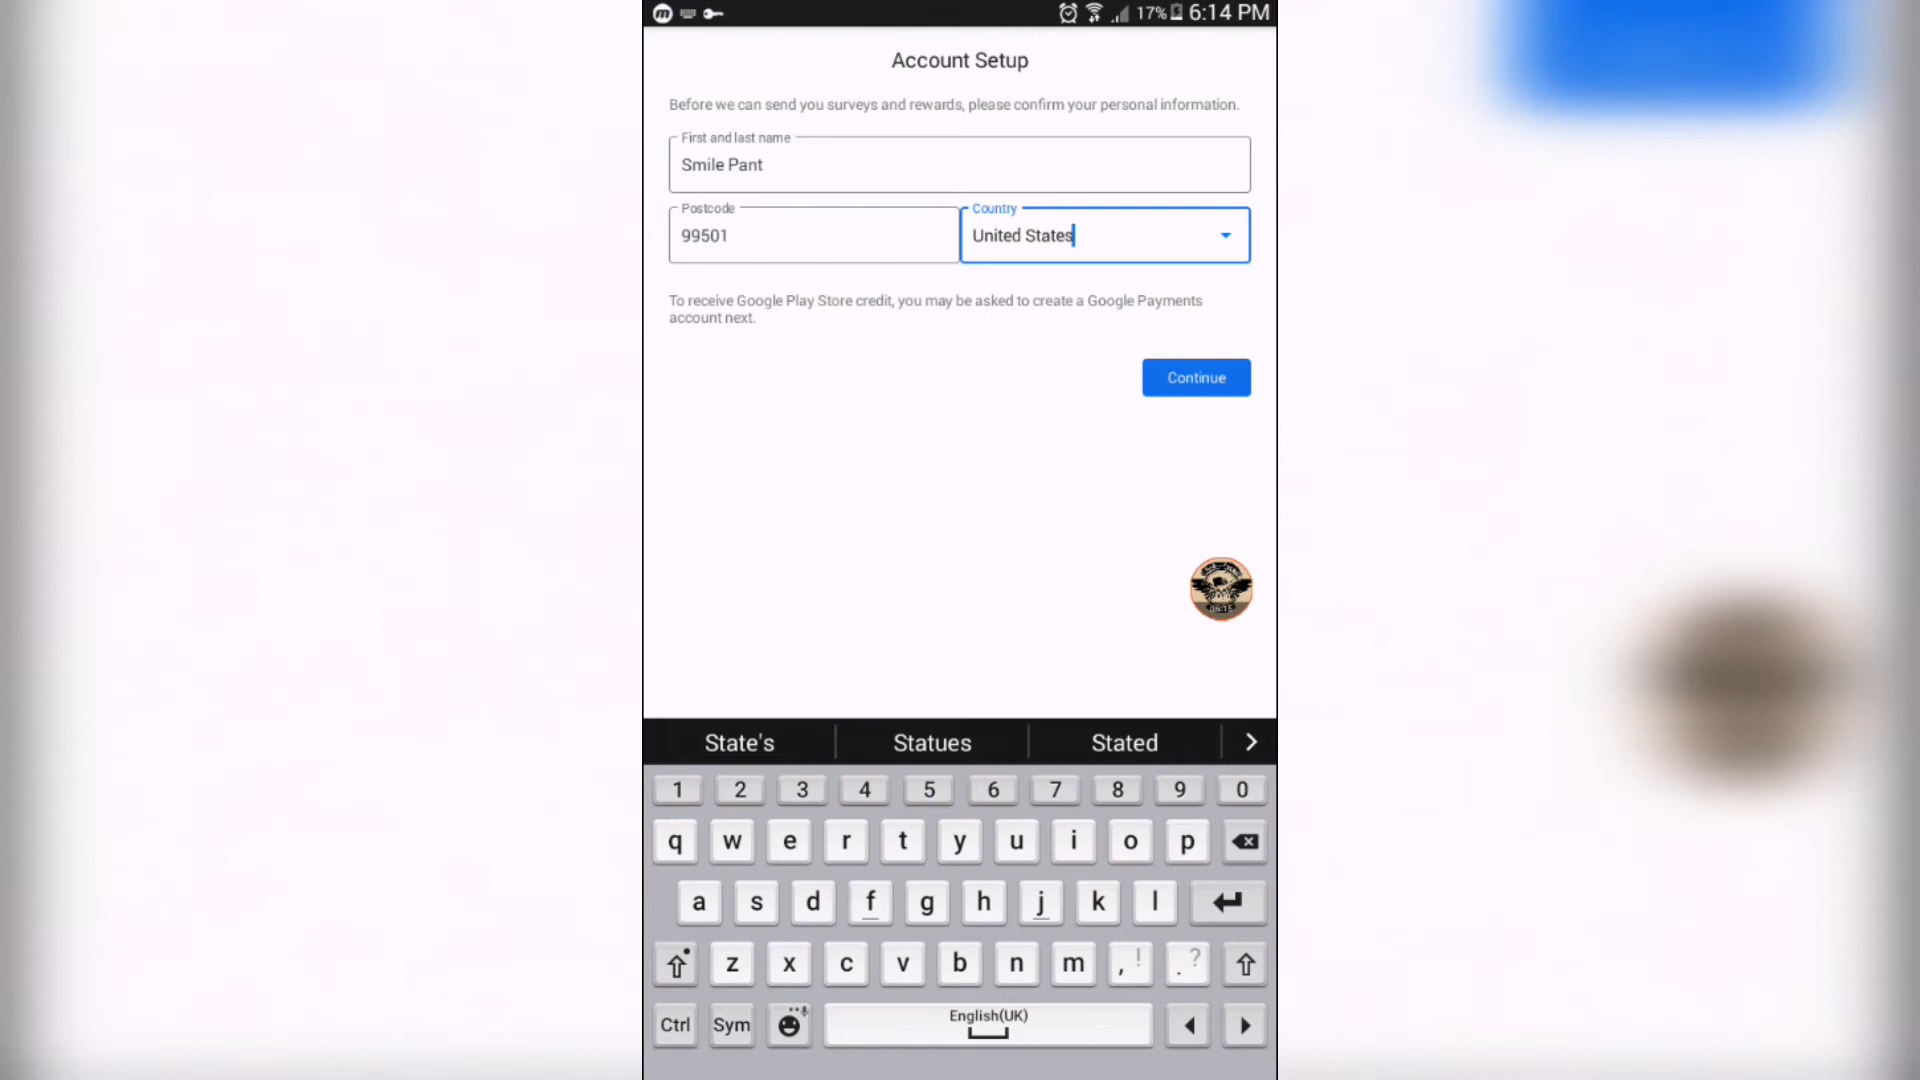 17% 6:14 PM
Account Setup
Before we can send you surveys and rewards, please confirm your personal information.
First and last name
Smile Pant
Postcode
99501
Country
United States
To receive Google Play Store credit, you may be asked to create a Google Payments
account next.
Continue
06:15
State's Statues Stated
1 2 3 4 5 6 7 8 9 0
q w e r t y u i o p
a s d f g h j k l
z x c v b n m , ! . ?
Ctrl Sym English(UK)